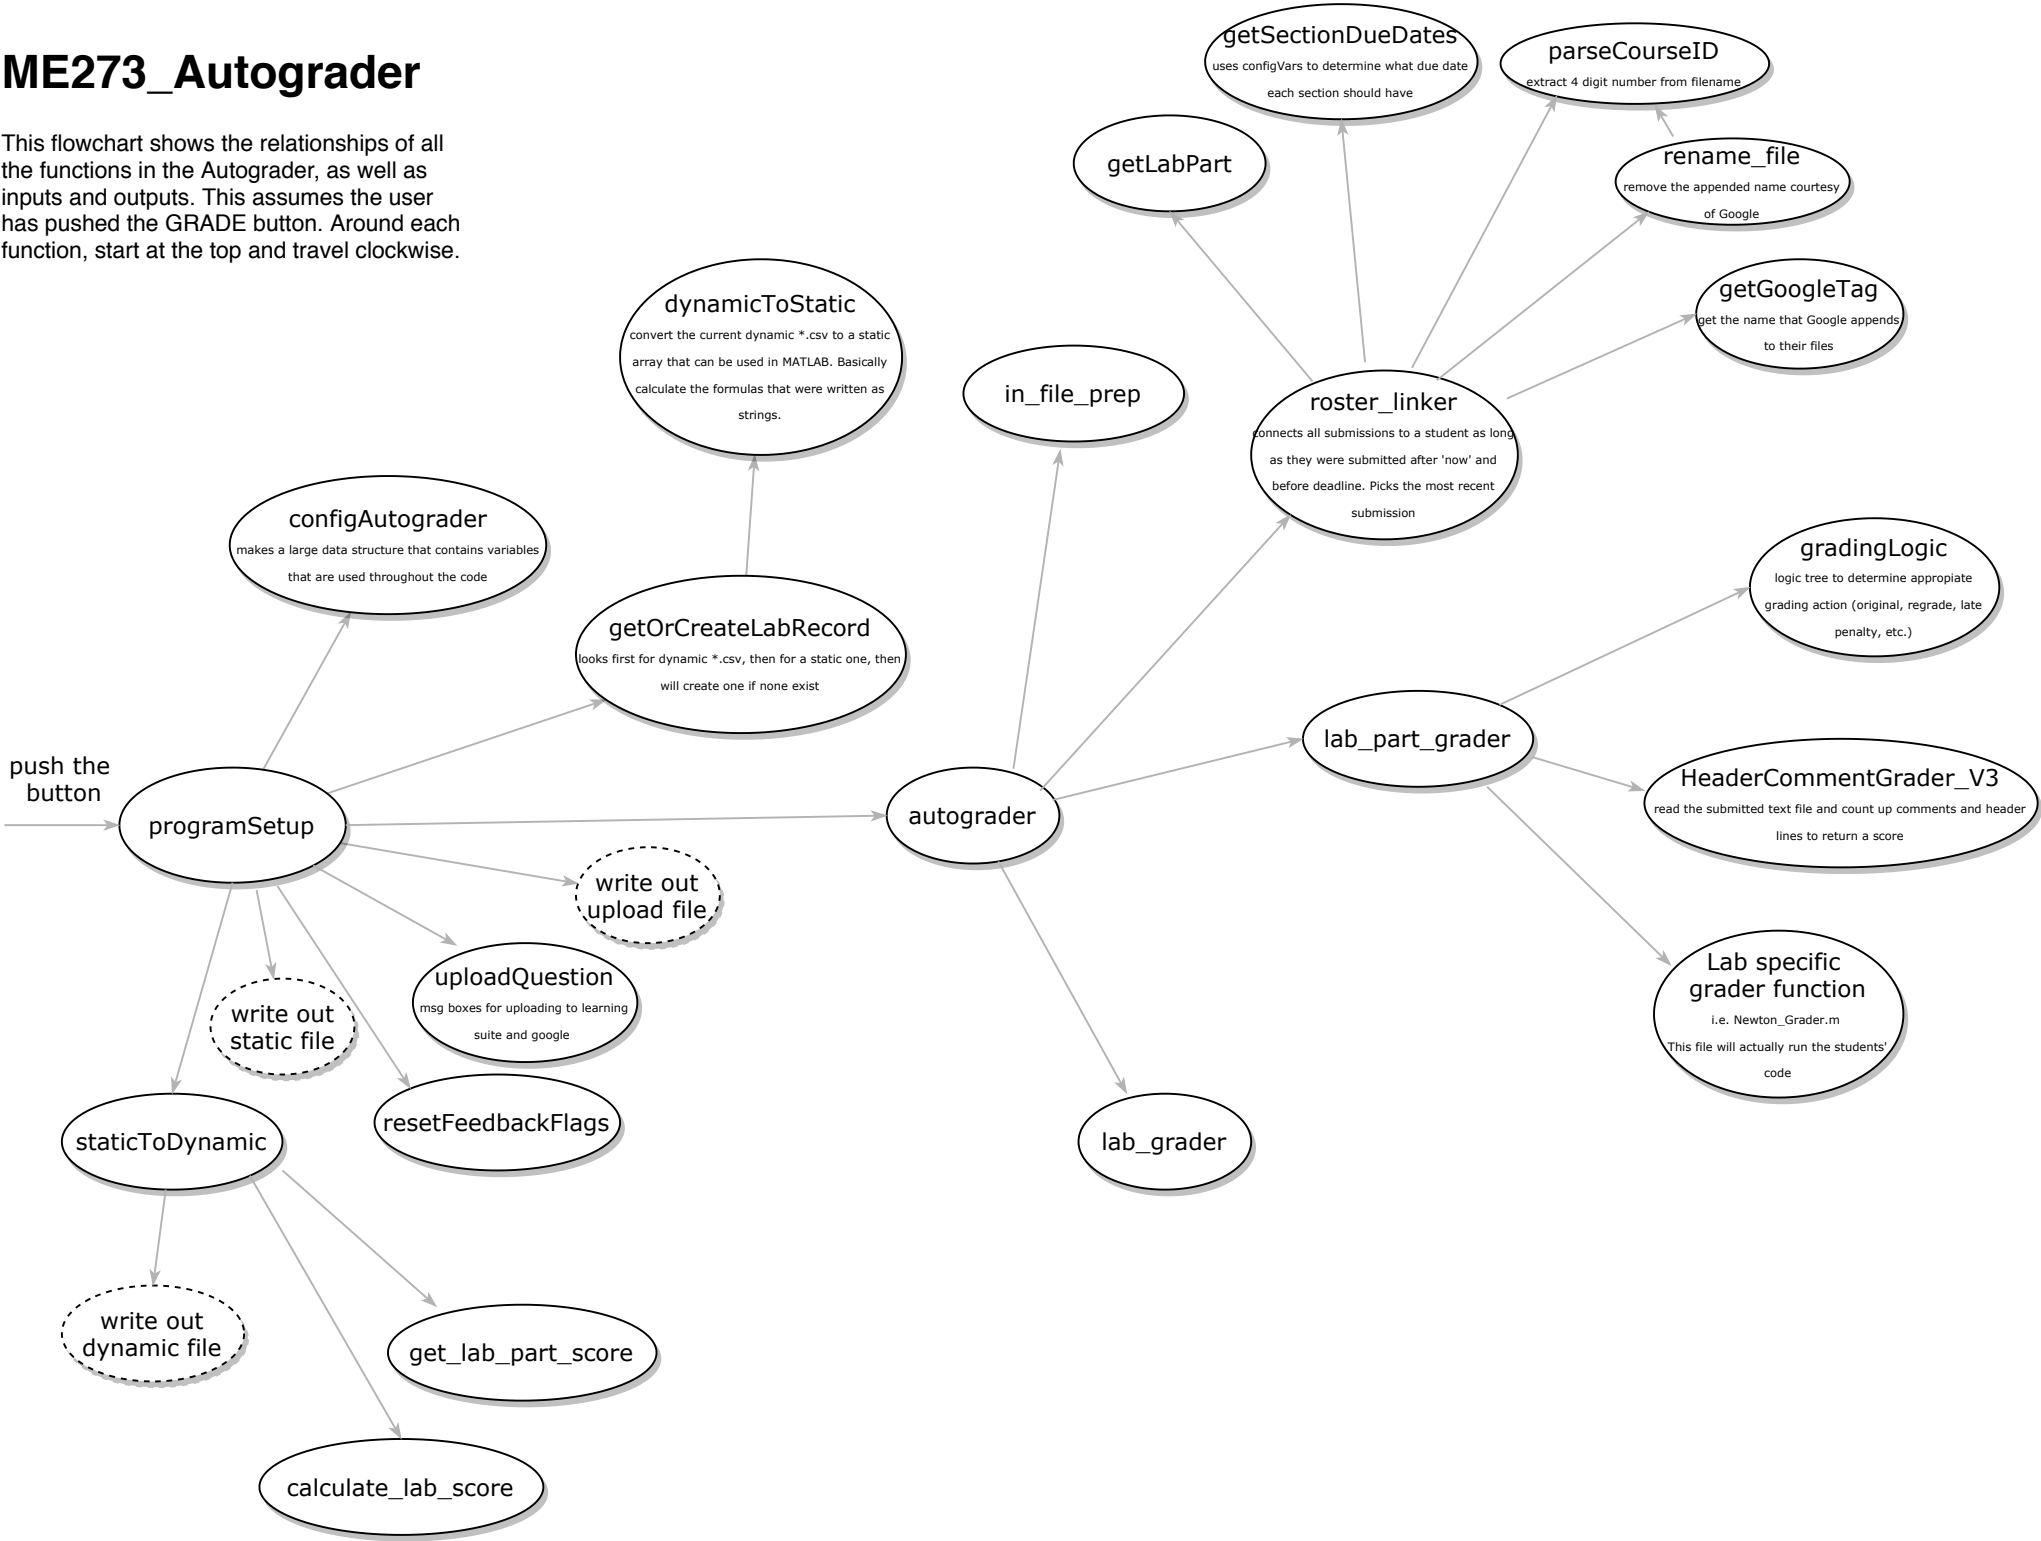 ME273_Autograder
This flowchart shows the relationships of all
the functions in the Autograder, as well as
inputs and outputs. This assumes the user
has pushed the GRADE button. Around each
function, start at the top and travel clockwise.
getSectionDueDates
uses configVars to determine what due date
each section should have
parseCourseID
extract 4 digit number from filename
getLabPart
rename_file
remove the appended name courtesy
of Google
getGoogleTag
get the name that Google appends
to their files
dynamicToStatic
convert the current dynamic *.csv to a static
array that can be used in MATLAB. Basically
calculate the formulas that were written as
strings.
in_file_prep
roster_linker
connects all submissions to a student as long
as they were submitted after 'now' and
before deadline. Picks the most recent
submission
configAutograder
makes a large data structure that contains variables
that are used throughout the code
getOrCreateLabRecord
looks first for dynamic *.csv, then for a static one, then
will create one if none exist
gradingLogic
logic tree to determine appropiate
grading action (original, regrade, late
penalty, etc.)
push the
button
programSetup
autograder
lab_part_grader
HeaderCommentGrader_V3
read the submitted text file and count up comments and header
lines to return a score
write out
upload file
uploadQuestion
msg boxes for uploading to learning
suite and google
write out
static file
Lab specific
grader function
i.e. Newton_Grader.m
This file will actually run the students'
code
resetFeedbackFlags
staticToDynamic
lab_grader
write out
dynamic file
get_lab_part_score
calculate_lab_score